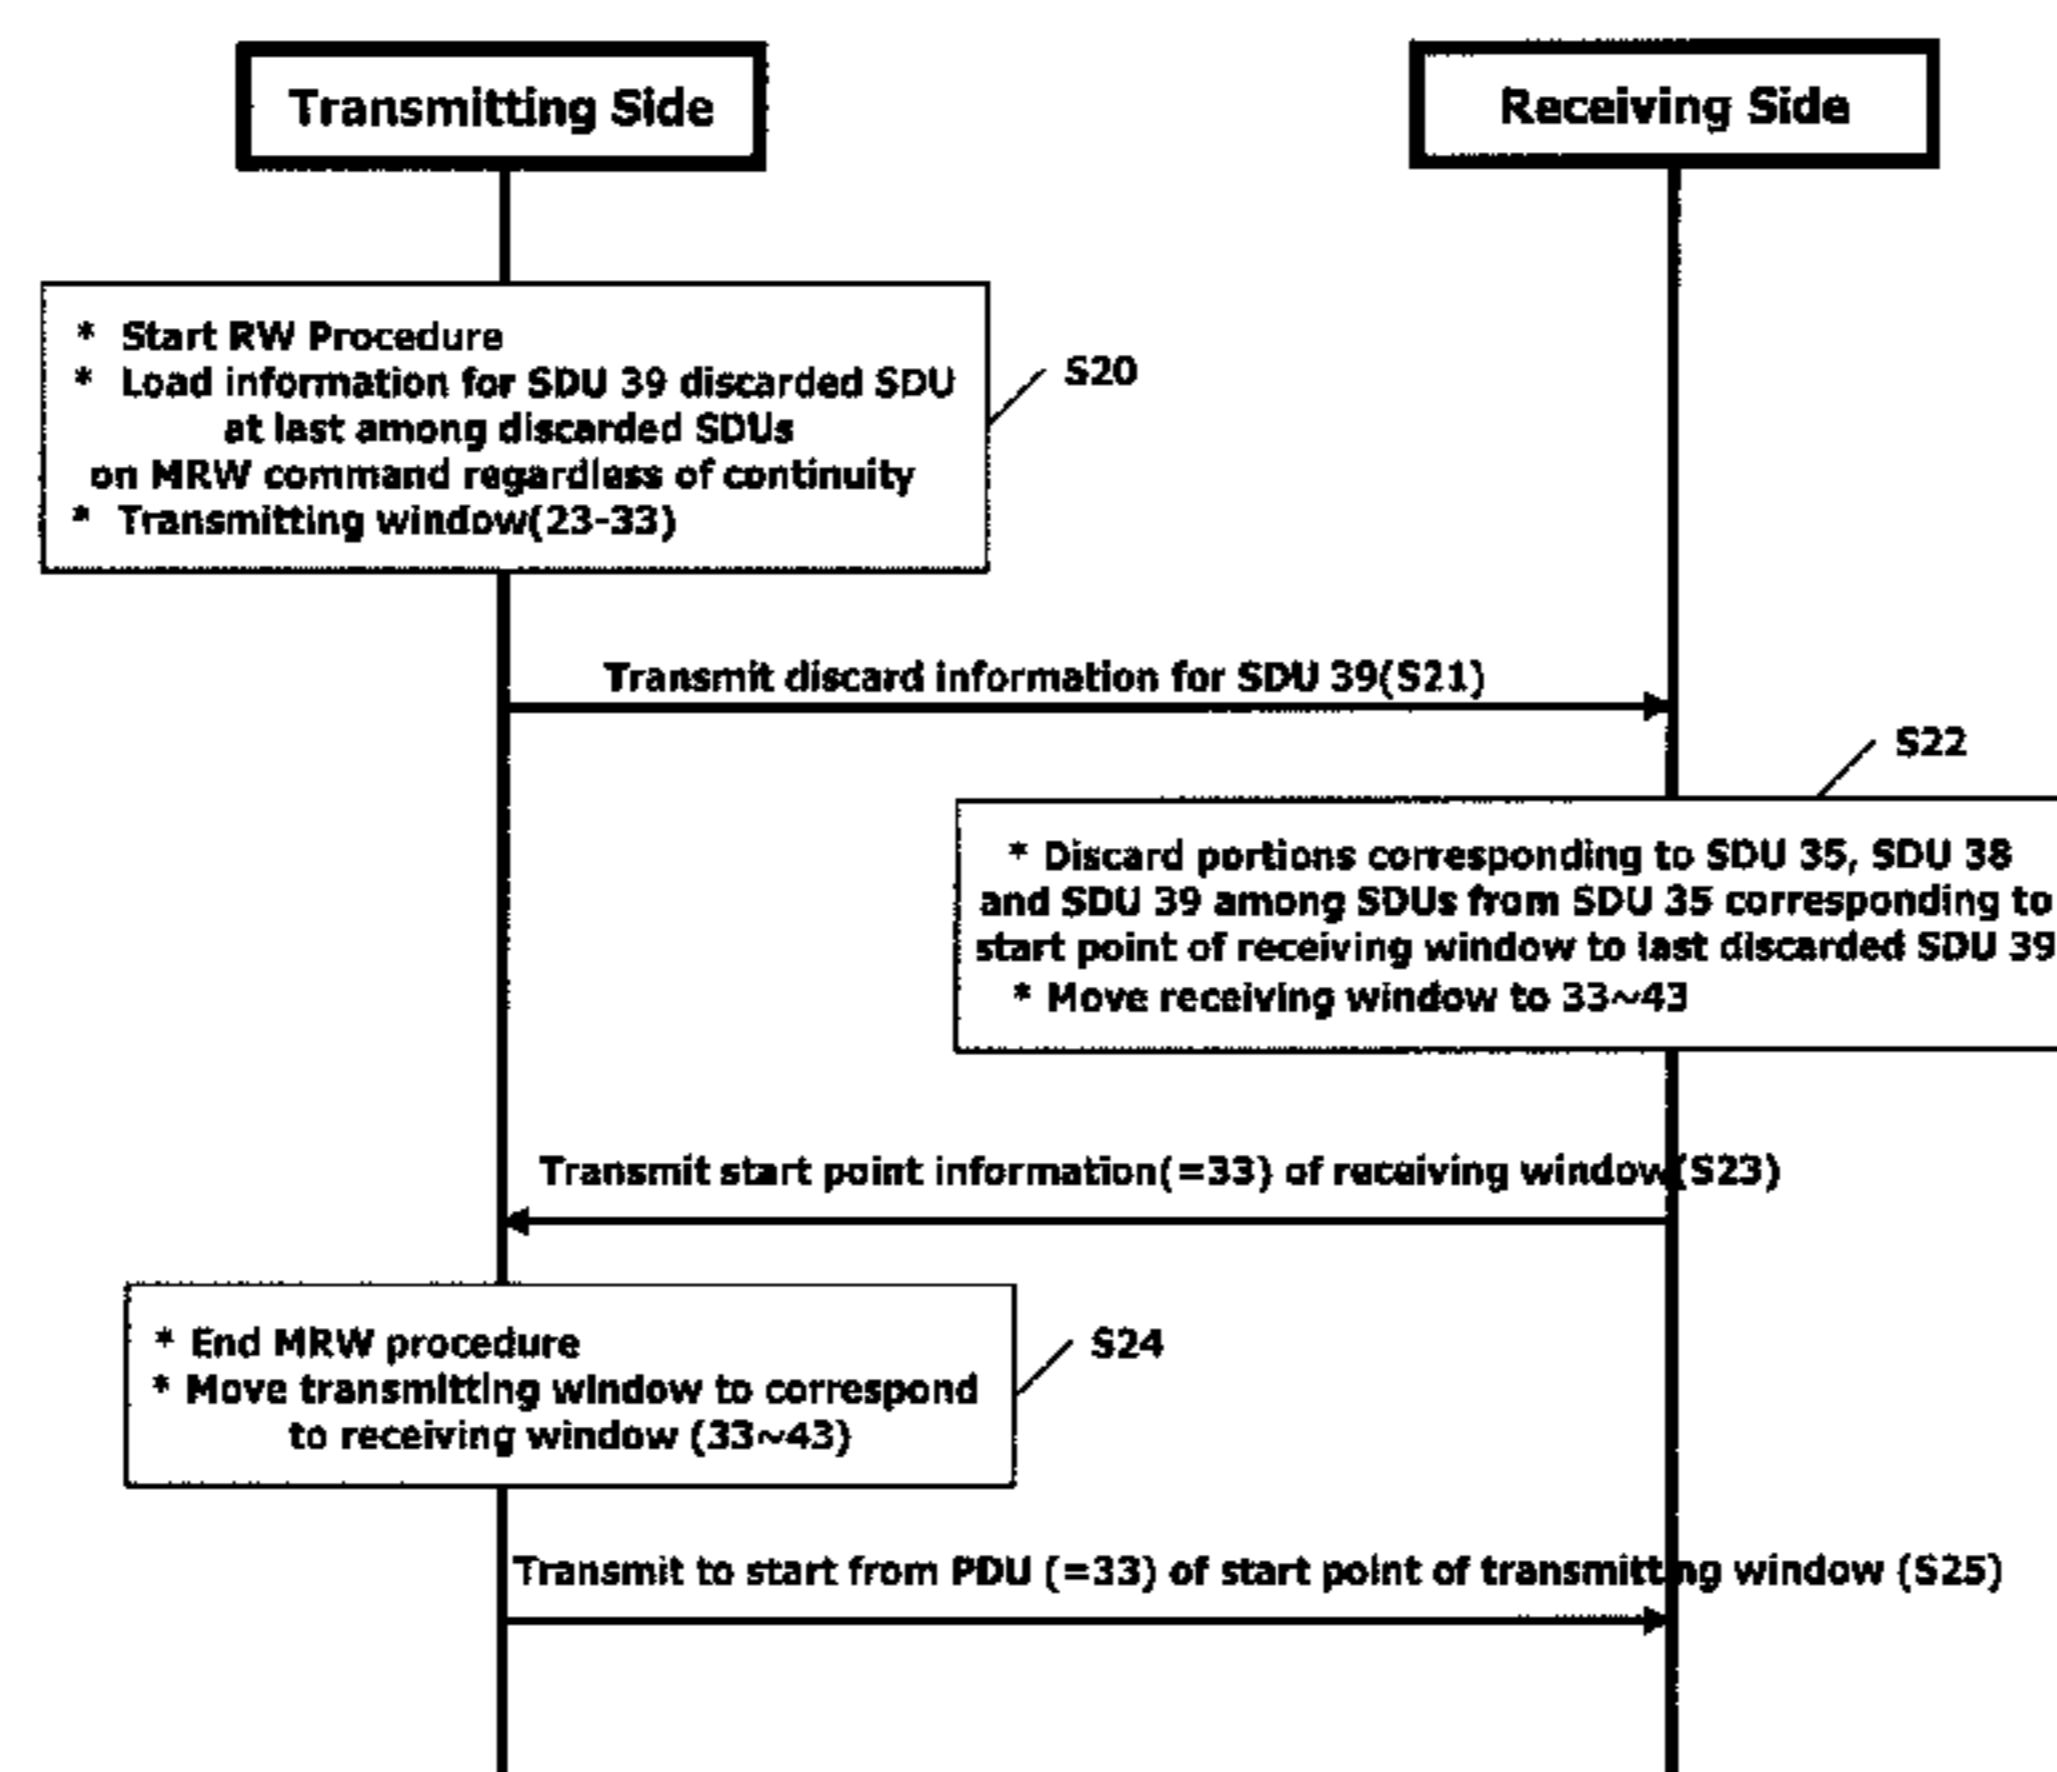 Transmitting Side
Receiving Side
* Start RW Procedure
* Load information for SDU 39 discarded SDU
at last among discarded SDUs
on MRW command regardless of continuity
* Transmitting window(23-33)
S20
Transmit discard information for SDU 39(S21)
S22
* Discard portions corresponding to SDU 35, SDU 38
and SDU 39 among SDUs from SDU 35 corresponding to
start point of receiving window to last discarded SDU 39
* Move receiving window to 33~43
Transmit start point information(=33) of receiving window(S23)
* End MRW procedure
* Move transmitting window to correspond
to receiving window (33~43)
S24
Transmit to start from PDU (=33) of start point of transmitting window (S25)